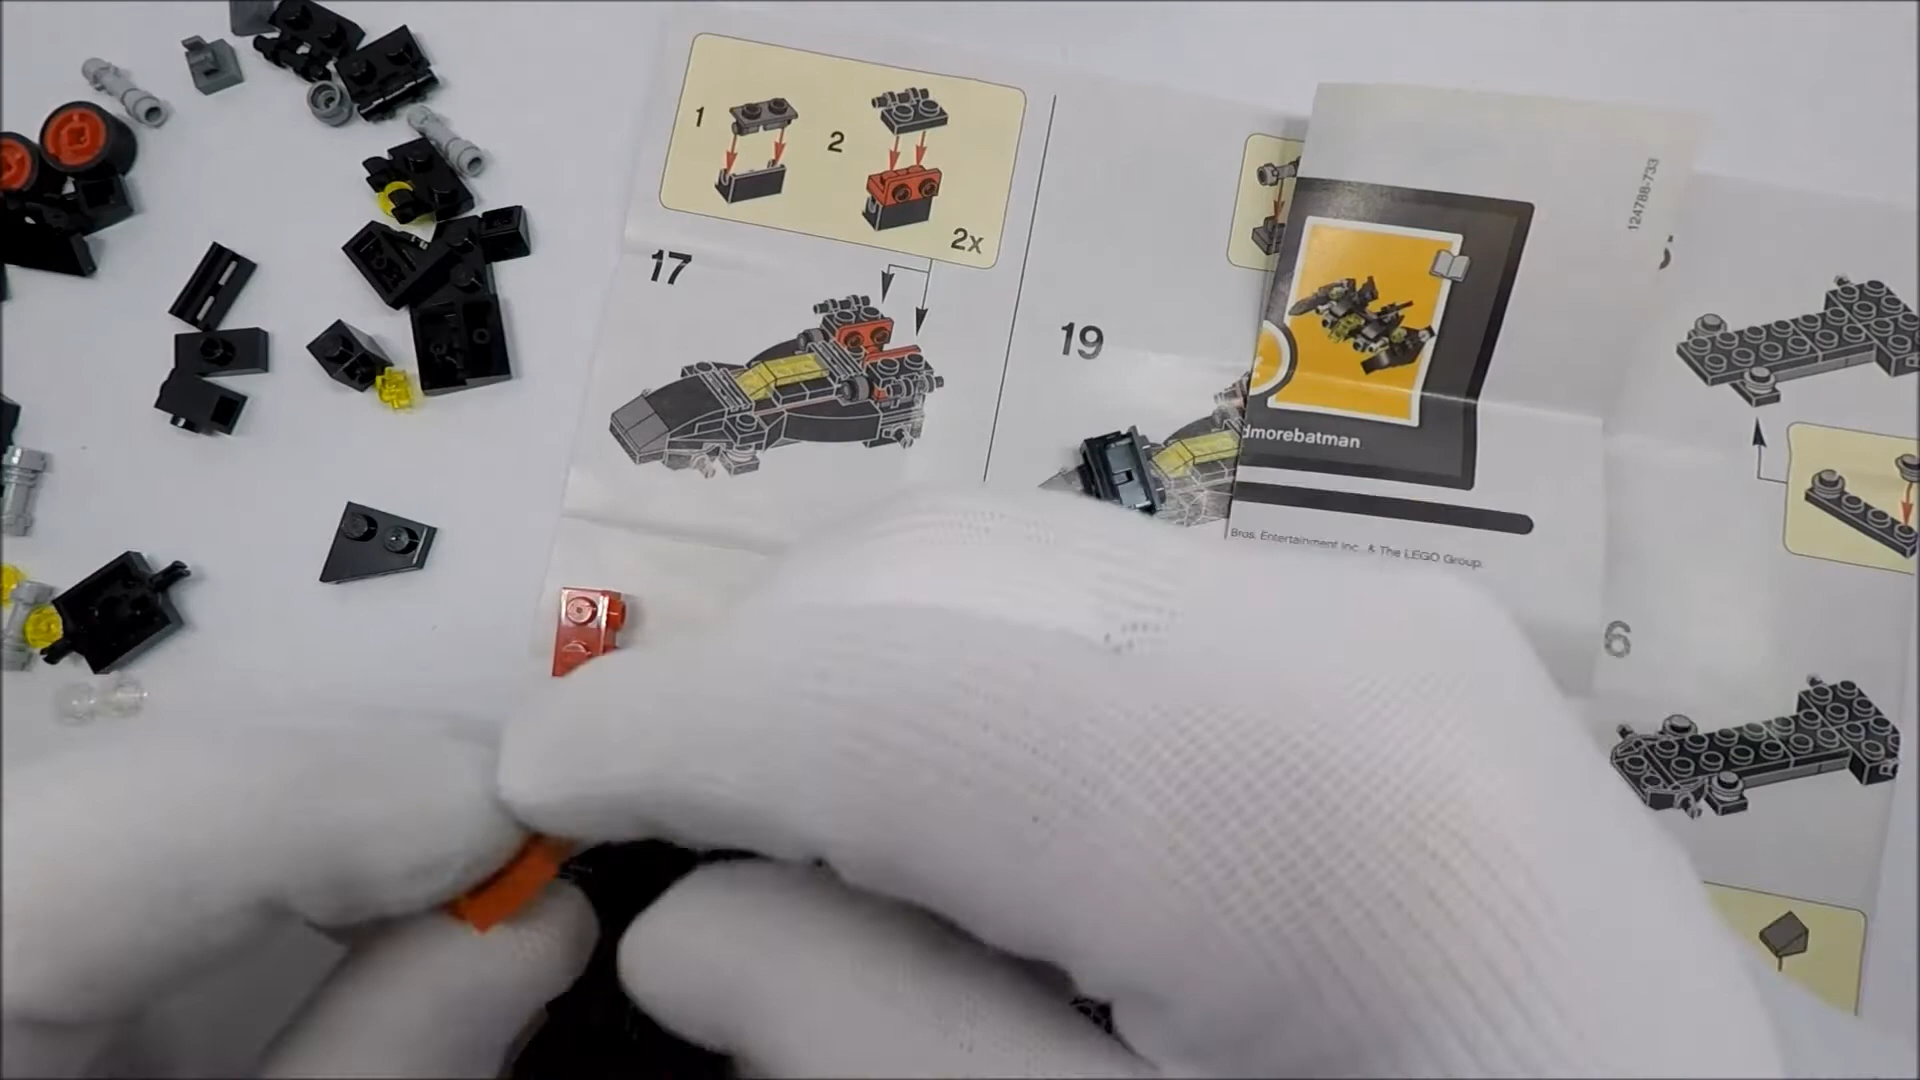 1
2
2x
17
19
124788-733
dmorebatman
Bros. Entertainment Inc. & The LEGO Group.
6